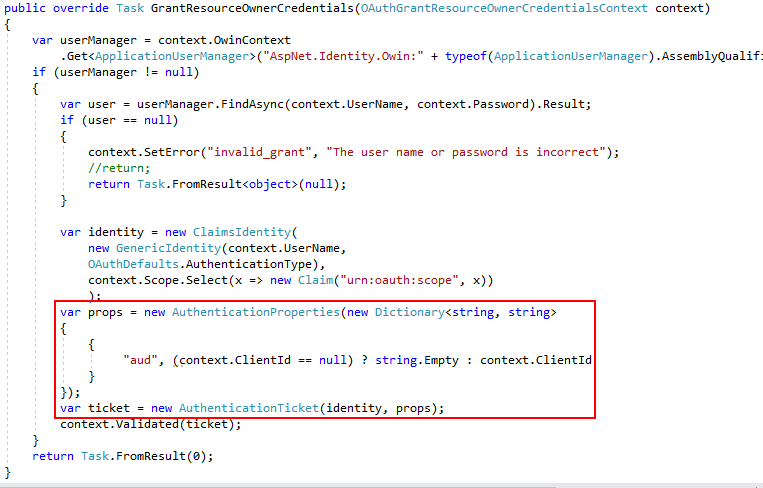 public override Task GrantResourceOwnerCredentials(OAuthGrantResourceOwnerCredentialsContext context)
{
var userManager = context.OwinContext
.Get<ApplicationUserManager>("AspNet.Identity.Owin:" + typeof(ApplicationUserManager).AssemblyQualifi
if (userManager != null)
{
var user = userManager.FindAsync(context.UserName, context.Password).Result;
if (user == null)
{
context.SetError("invalid_grant", "The user name or password is incorrect");
//return;
return Task.FromResult<object>(null);
}
var identity = new ClaimsIdentity(
new GenericIdentity(context.UserName,
OAuthDefaults.AuthenticationType),
context.Scope.Select(x => new Claim("urn:oauth:scope", x))
);
var props = new AuthenticationProperties(new Dictionary<string, string>
{
{
"aud", (context.ClientId == null) ? string.Empty : context.ClientId
}
});
var ticket = new AuthenticationTicket(identity, props);
context.Validated(ticket);
}
return Task.FromResult(0);
}